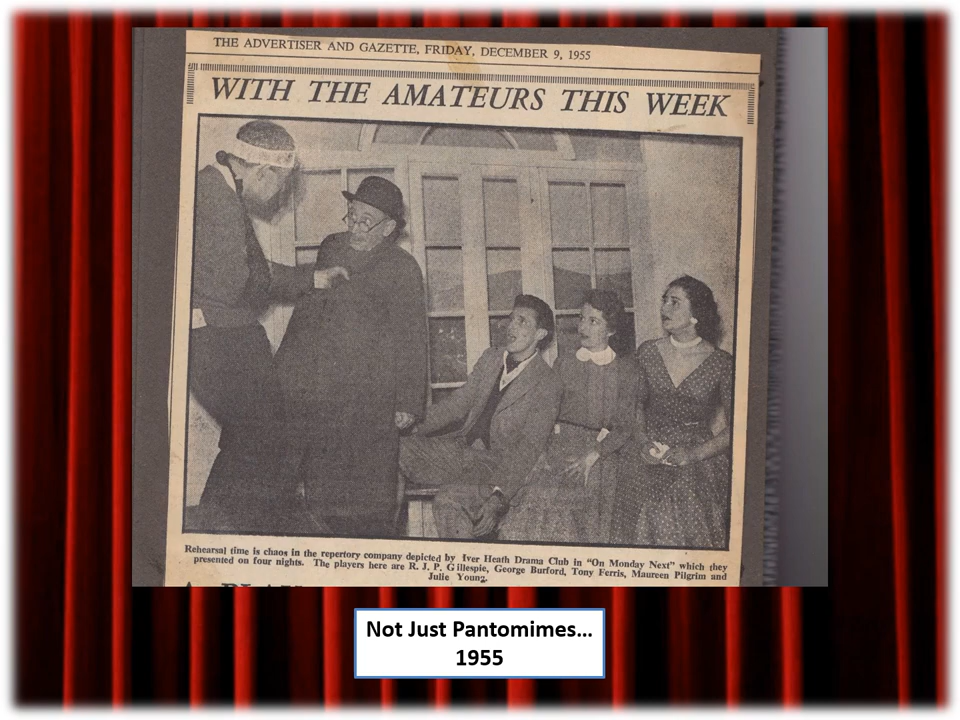 THE ADVERTISER AND GAZETTE, FRIDAY, DECEMBER 9, 1955
WITH THE AMATEURS THIS WEEK
Rehearsal time is chaos in the repertory company depicted by Iver Heath Drama Club in "On Monday Next" which they
presented on four nights. The players here are R. J. P. Gillespie, George Burford, Tony Ferris, Maureen Pilgrim and
Julie Young.
Not Just Pantomimes...
1955